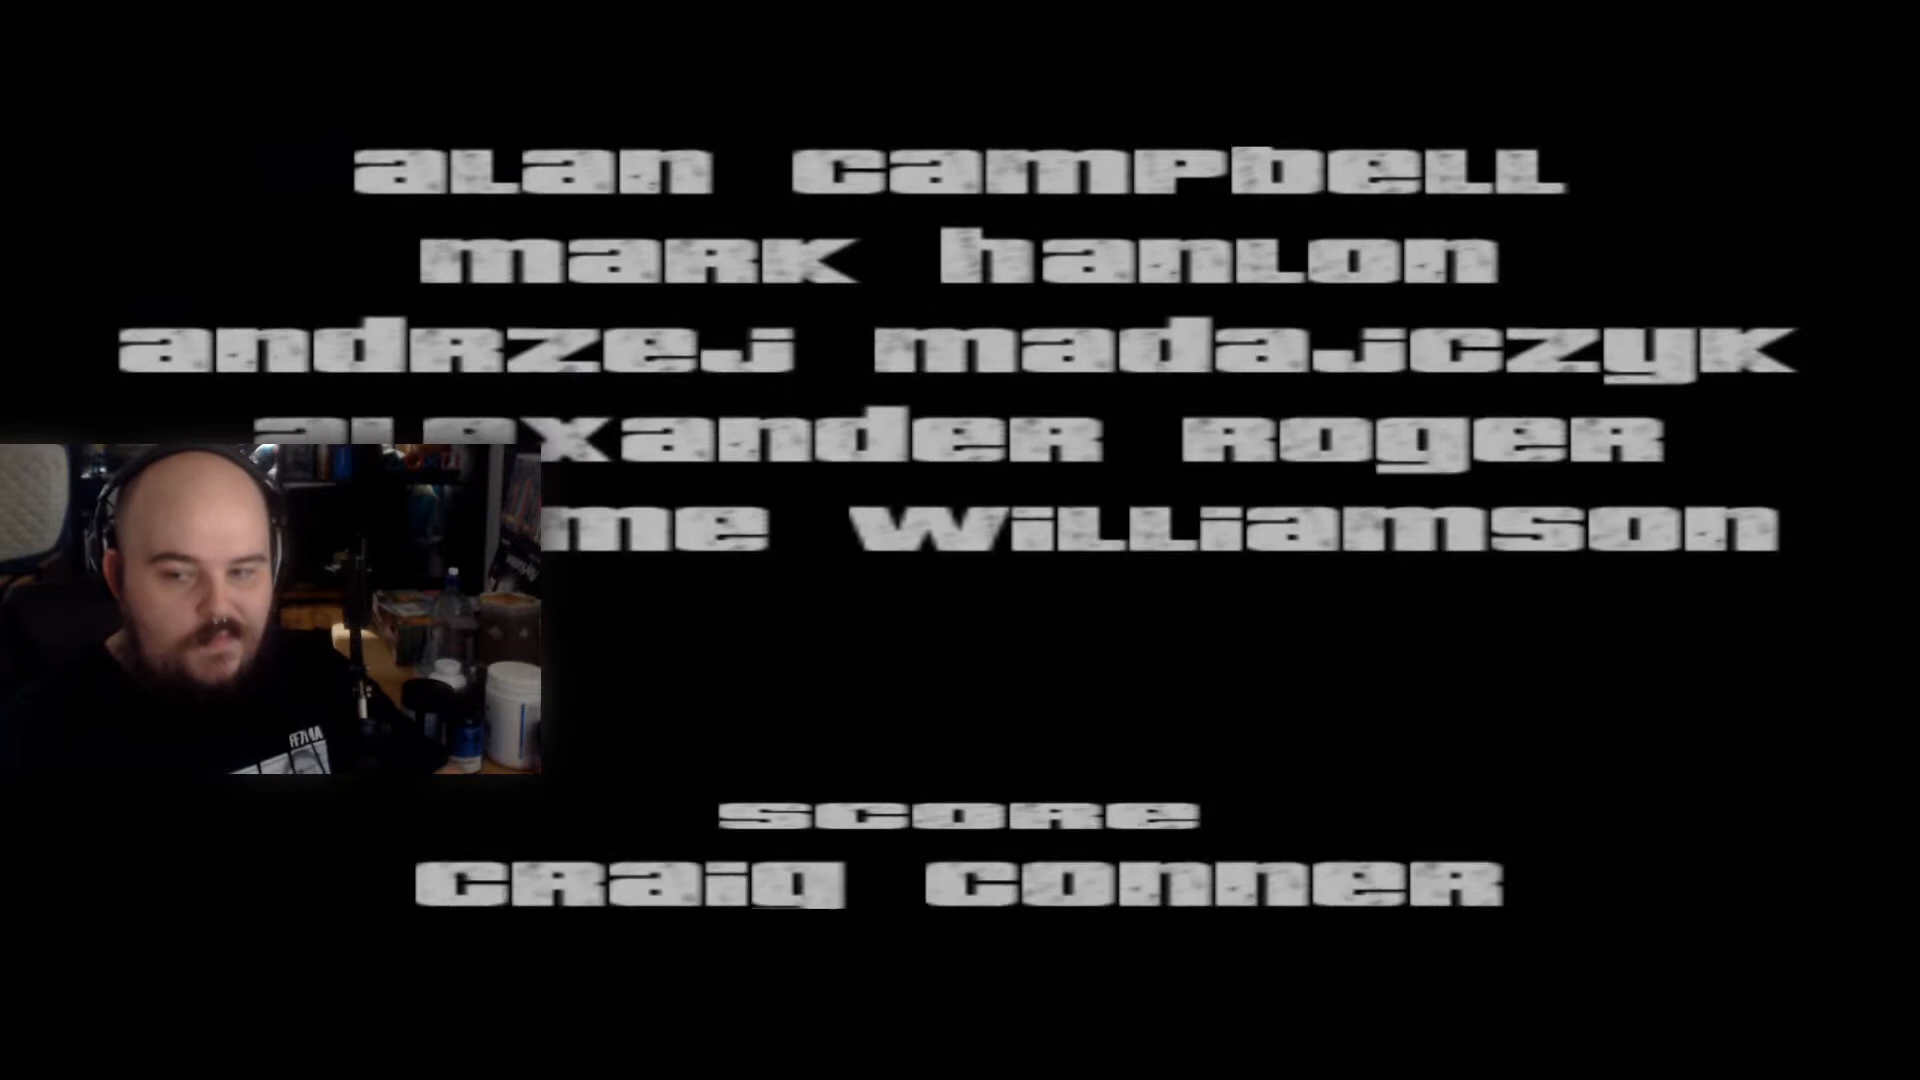 alan campbell
mark hanlon
andrzej madajczyk
alexander roger
williamson
score
craig conner